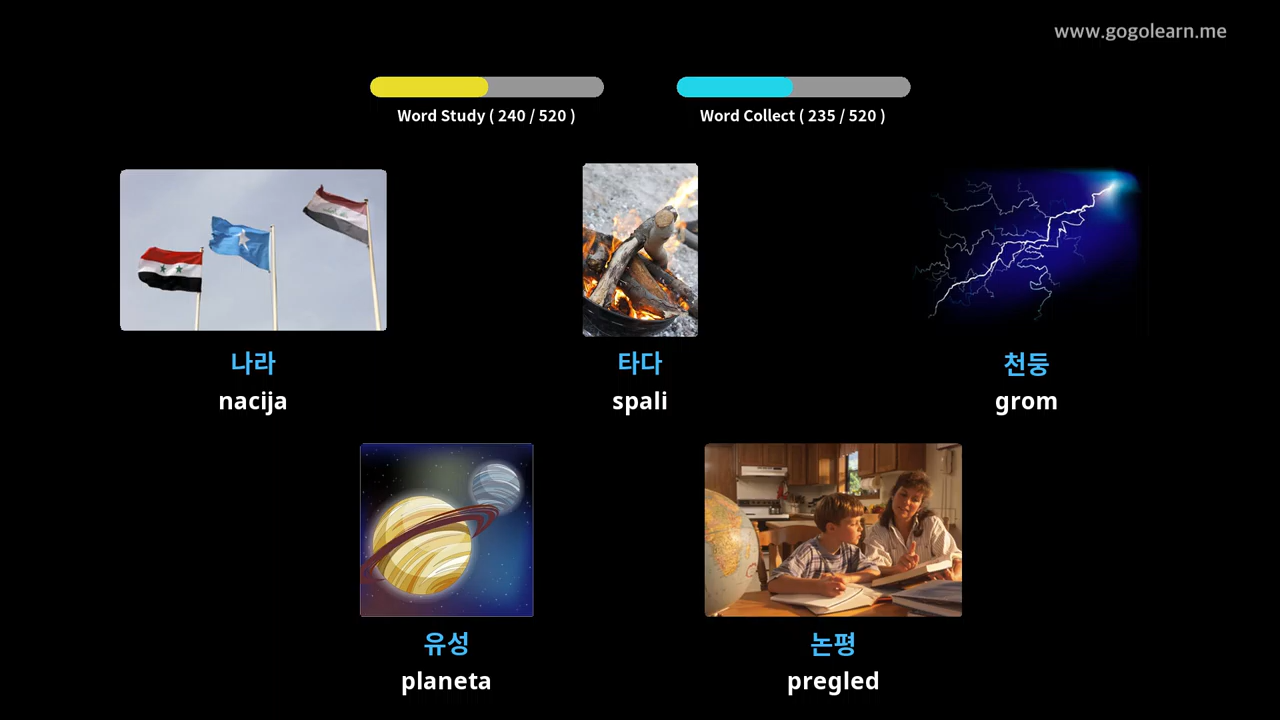 www.gogolearn.me
Word Study ( 240 / 520 )
Word Collect ( 235 / 520 )
나라
nacija
타다
spali
천둥
grom
유성
planeta
논평
pregled